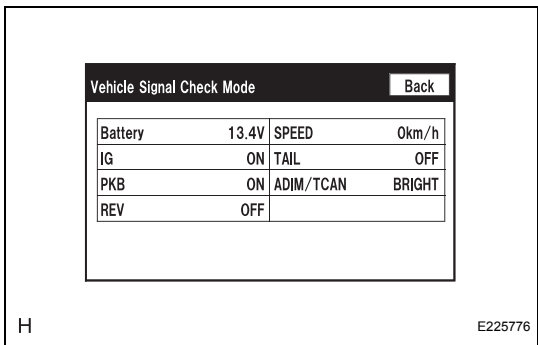 Vehicle Signal Check Mode Back
Battery 13.4V SPEED 0km/h
IG ON TAIL OFF
PKB ON ADIM/TCAN BRIGHT
REV OFF
H E225776